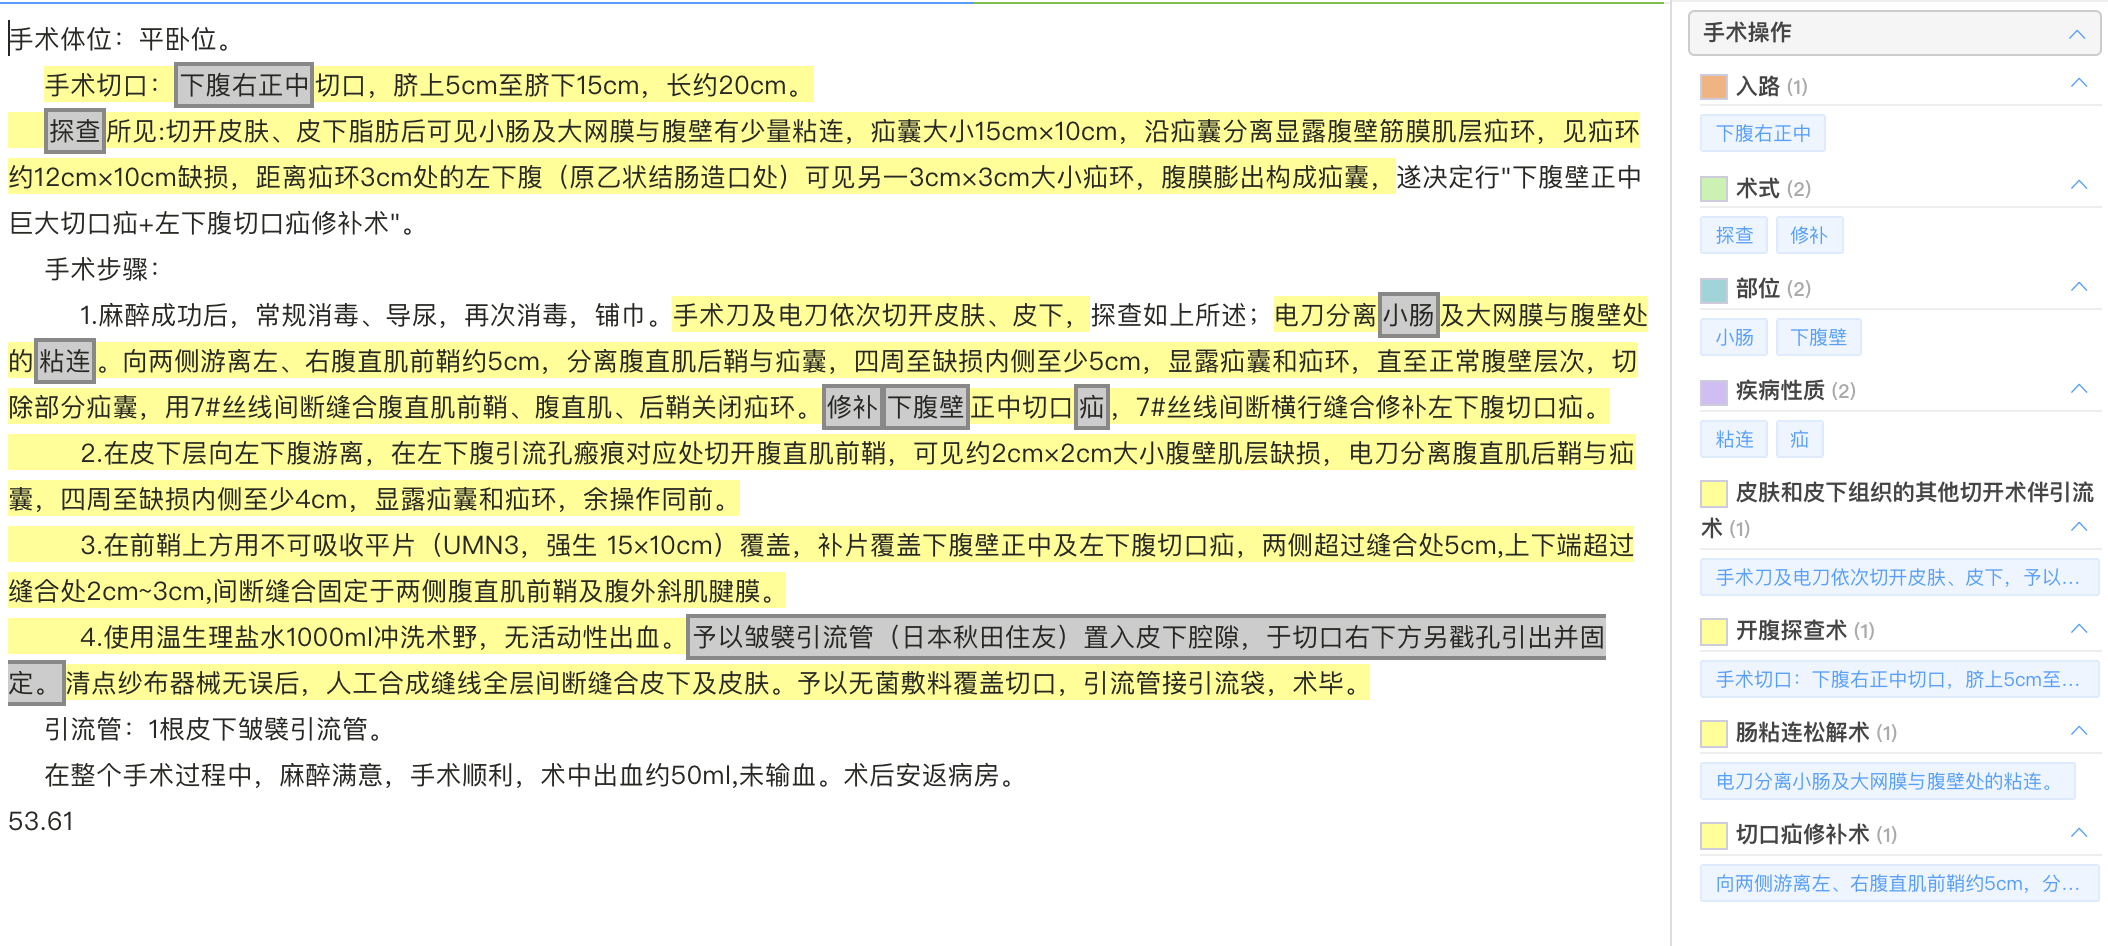 手术体位：平卧位。
手术切口：下腹右正中切口，脐上5cm至脐下15cm，长约20cm。
探查所见:切开皮肤、皮下脂肪后可见小肠及大网膜与腹壁有少量粘连，疝囊大小15cm×10cm，沿疝囊分离显露腹壁筋膜肌层疝环，见疝环
约12cm×10cm缺损，距离疝环3cm处的左下腹（原乙状结肠造口处）可见另一3cm×3cm大小疝环，腹膜膨出构成疝囊，遂决定行"下腹壁正中
巨大切口疝+左下腹切口疝修补术"。
手术步骤：
1.麻醉成功后，常规消毒、导尿，再次消毒，铺巾。手术刀及电刀依次切开皮肤、皮下，探查如上所述；电刀分离小肠及大网膜与腹壁处
的粘连。向两侧游离左、右腹直肌前鞘约5cm，分离腹直肌后鞘与疝囊，四周至缺损内侧至少5cm，显露疝囊和疝环，直至正常腹壁层次，切
除部分疝囊，用7#丝线间断缝合腹直肌前鞘、腹直肌、后鞘关闭疝环。修补下腹壁正中切口疝，7#丝线间断横行缝合修补左下腹切口疝。
2.在皮下层向左下腹游离，在左下腹引流孔瘢痕对应处切开腹直肌前鞘，可见约2cm×2cm大小腹壁肌层缺损，电刀分离腹直肌后鞘与疝
囊，四周至缺损内侧至少4cm，显露疝囊和疝环，余操作同前。
3.在前鞘上方用不可吸收平片（UMN3，强生 15×10cm）覆盖，补片覆盖下腹壁正中及左下腹切口疝，两侧超过缝合处5cm,上下端超过
缝合处2cm~3cm,间断缝合固定于两侧腹直肌前鞘及腹外斜肌腱膜。
4.使用温生理盐水1000ml冲洗术野，无活动性出血。予以皱襞引流管（日本秋田住友）置入皮下腔隙，于切口右下方另戳孔引出并固
定。清点纱布器械无误后，人工合成缝线全层间断缝合皮下及皮肤。予以无菌敷料覆盖切口，引流管接引流袋，术毕。
引流管：1根皮下皱襞引流管。
在整个手术过程中，麻醉满意，手术顺利，术中出血约50ml,未输血。术后安返病房。
53.61
手术操作
入路 (1)
下腹右正中
术式 (2)
探查 修补
部位 (2)
小肠 下腹壁
疾病性质 (2)
粘连 疝
皮肤和皮下组织的其他切开术伴引流
术 (1)
手术刀及电刀依次切开皮肤、皮下，予以...
开腹探查术 (1)
手术切口：下腹右正中切口，脐上5cm至...
肠粘连松解术 (1)
电刀分离小肠及大网膜与腹壁处的粘连。
切口疝修补术 (1)
向两侧游离左、右腹直肌前鞘约5cm，分...